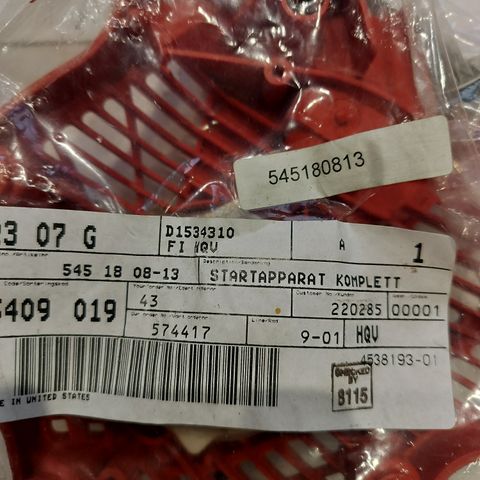 545180813
23 07 G
D1534310
FI HQV
A
1
545 18 08-13
STARTAPPARAT KOMPLETT
5409 019
43
220285
00001
574417
9-01
HQV
4538193-01
CHECKED
BY
8115
E IN UNITED STATES